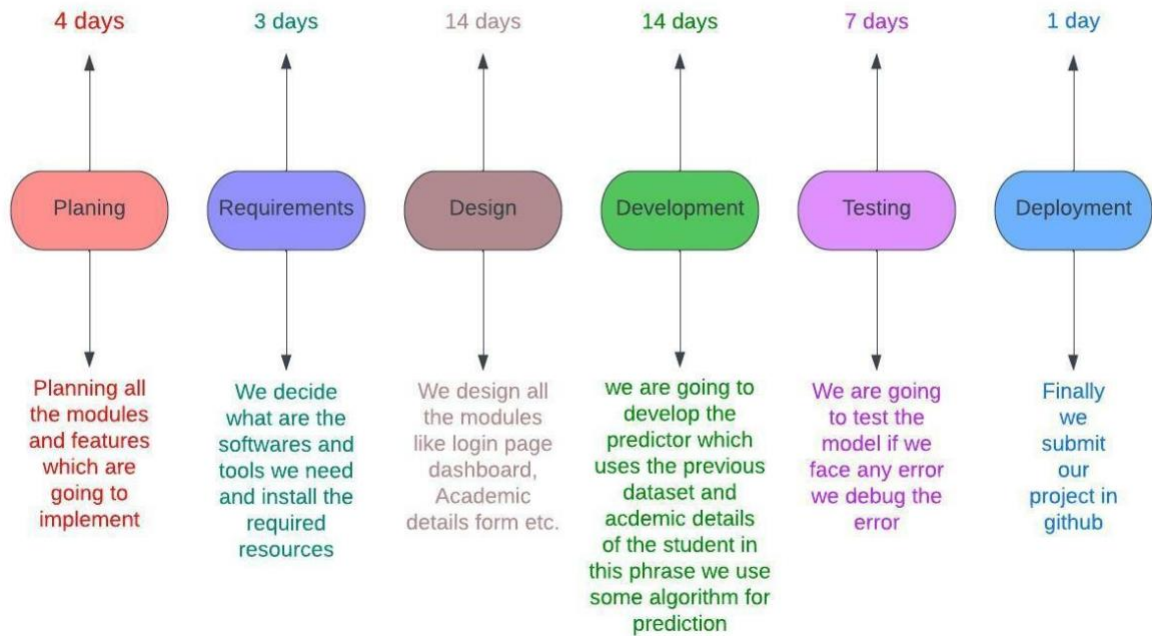 4 days
3 days
14 days
14 days
7 days
1 day
Planing
Requirements
Design
Development
Testing
Deployment
Planning all
the modules
and features
which are
going to
implement
We decide
what are the
softwares and
tools we need
and install the
required
resources
We design all
the modules
like login page
dashboard,
Academic
details form etc.
we are going to
develop the
predictor which
uses the previous
dataset and
acdemic details
of the student in
this phrase we use
some algorithm for
prediction
We are going
to test the
model if we
face any error
we debug the
error
Finally
we
submit
our
project in
github